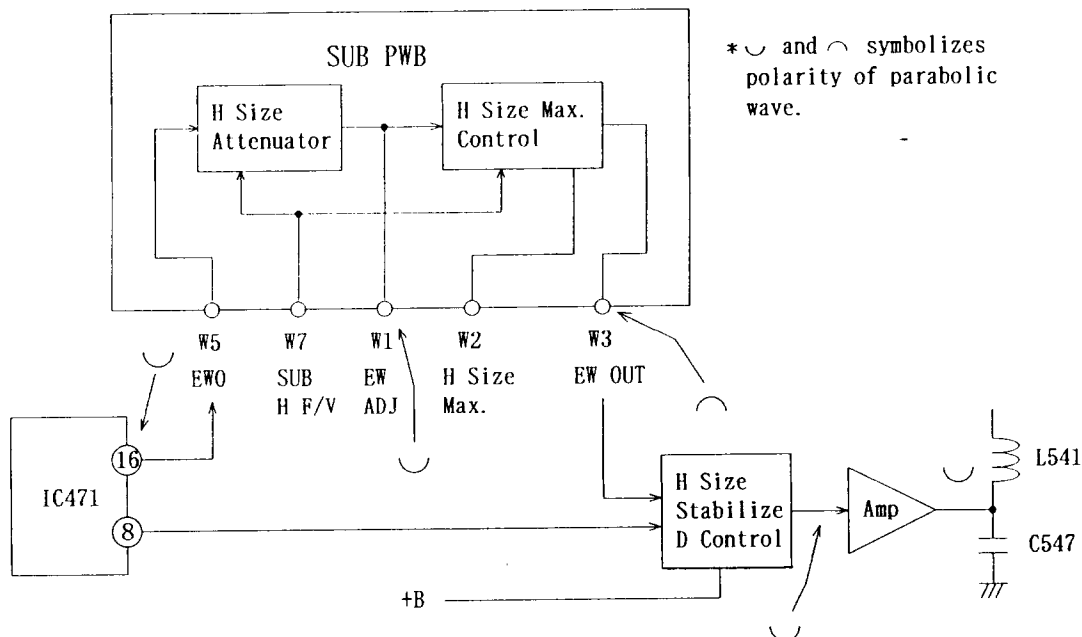 SUB PWB
* ◡ and ◠ symbolizes
polarity of parabolic
wave.
H Size
Attenuator
H Size Max.
Control
W5
EWO
W7
SUB
H F/V
W1
EW
ADJ
W2
H Size
Max.
W3
EW OUT
IC471
16
8
H Size
Stabilize
D Control
+B
Amp
L541
C547